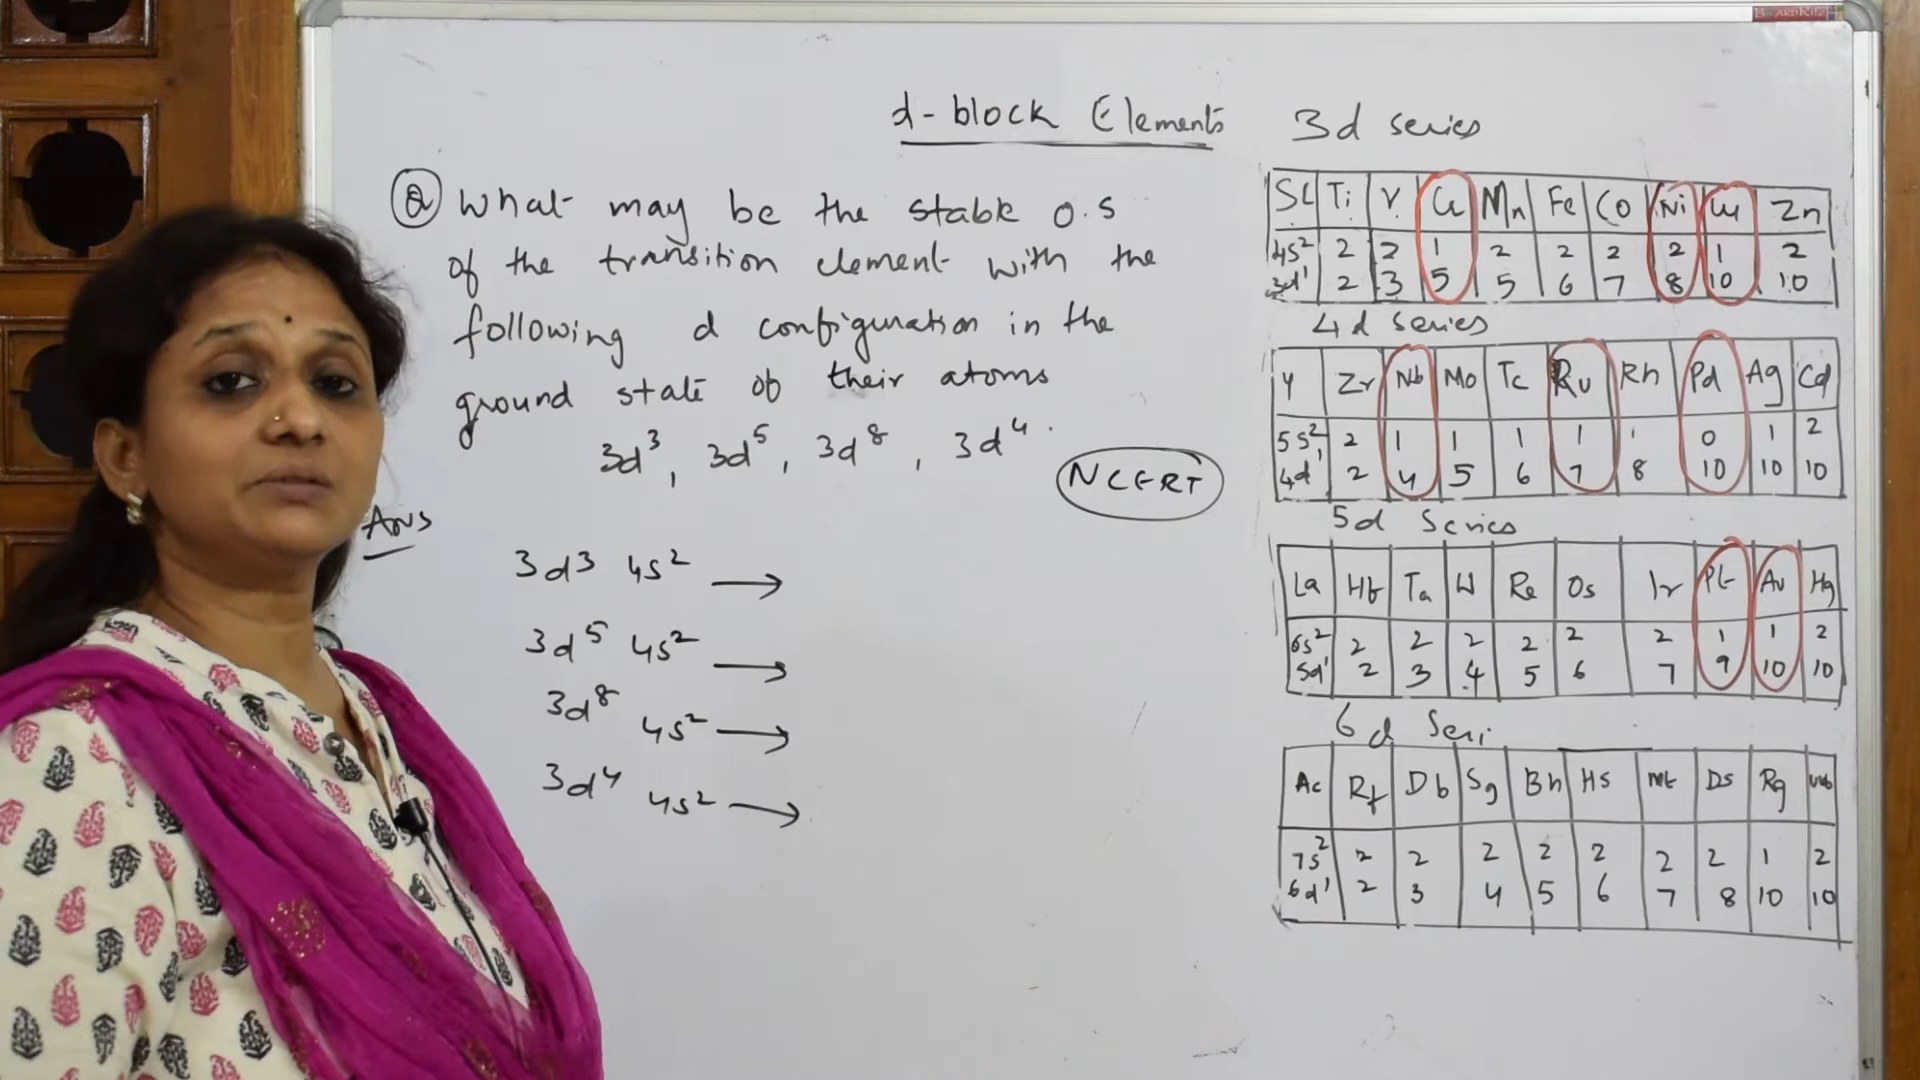 d-block Elements
Q What may be the stable O.S
of the transition element with the
following d configuration in the
ground state of their atoms
3d³, 3d⁵, 3d⁸, 3d⁴.
NCERT
Ans
3d³ 4s² →
3d⁵ 4s² →
3d⁸ 4s² →
3d⁴ 4s² →
3d series
Sc Ti V Cr Mn Fe Co Ni Cu Zn
4s² 2 2 1 2 2 2 2 1 2
3d¹ 2 3 5 5 6 7 8 10 10
4d series
Y Zr Nb Mo Tc Ru Rh Pd Ag Cd
5s² 2 1 1 1 1 1 0 1 2
4d¹ 2 4 5 6 7 8 10 10 10
5d Series
La Hf Ta W Re Os Ir Pt Au Hg
6s² 2 2 2 2 2 2 1 1 2
5d¹ 2 3 4 5 6 7 9 10 10
6d Seri
Ac Rf Db Sg Bh Hs Mt Ds Rg Uub
7s² 2 2 2 2 2 2 2 1 2
6d¹ 2 3 4 5 6 7 8 10 10